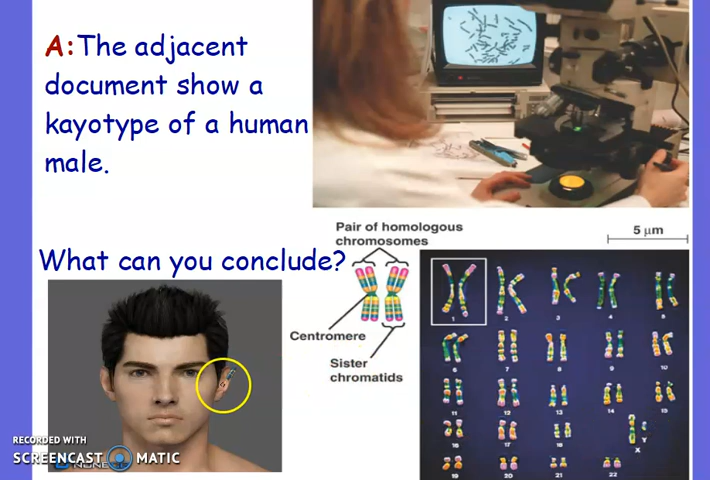 A: The adjacent
document show a
kayotype of a human
male.
What can you conclude?
Pair of homologous
chromosomes
5 µm
Centromere
Sister
chromatids
1 2 3 4 5
6 7 8 9 10
11 12 13 14 15
16 17 18 X Y
19 20 21 22
RECORDED WITH
SCREENCAST MATIC